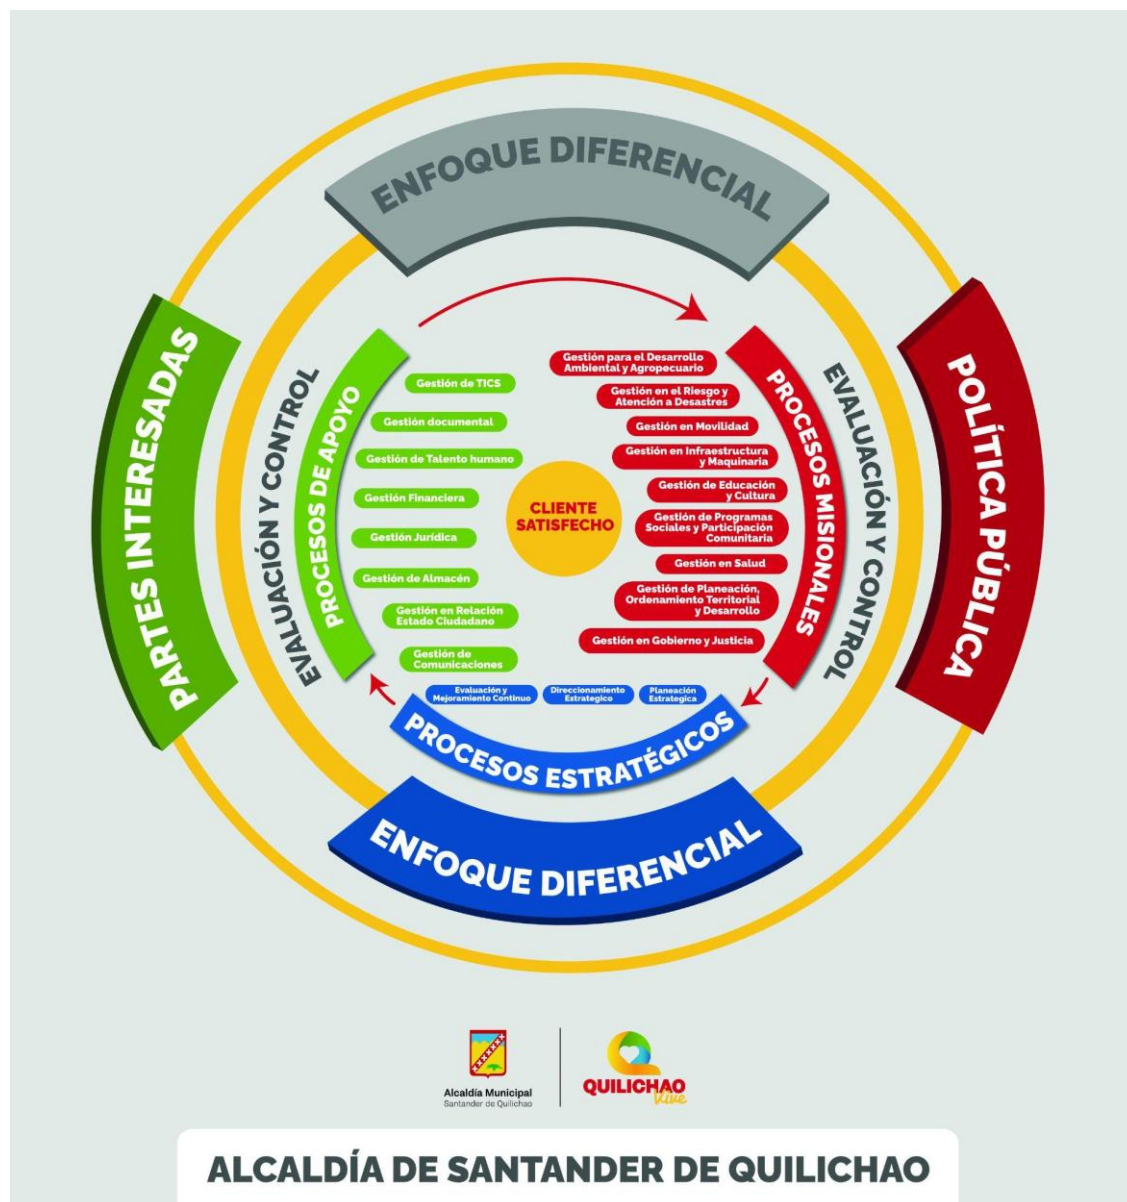 ENFOQUE DIFERENCIAL
PARTES INTERESADAS
EVALUACIÓN Y CONTROL
PROCESOS DE APOYO
Gestión de TICS
Gestión documental
Gestión de Talento humano
Gestión Financiera
Gestión Jurídica
Gestión de Almacén
Gestión en Relación
Estado Ciudadano
Gestión de
Comunicaciones
CLIENTE
SATISFECHO
Gestión para el Desarrollo
Ambiental y Agropecuario
Gestión en el Riesgo y
Atención a Desastres
Gestión en Movilidad
Gestión en Infraestructura
y Maquinaria
Gestión de Educación
y Cultura
Gestión de Programas
Sociales y Participación
Comunitaria
Gestión en Salud
Gestión de Planeación,
Ordenamiento Territorial
y Desarrollo
Gestión en Gobierno y Justicia
PROCESOS MISIONALES
EVALUACIÓN Y CONTROL
POLÍTICA PÚBLICA
Evaluación y
Mejoramiento Continuo
Direccionamiento
Estrategico
Planeación
Estrategica
PROCESOS ESTRATÉGICOS
ENFOQUE DIFERENCIAL
Alcaldía Municipal
Santander de Quilichao
QUILICHAO
Vive
ALCALDÍA DE SANTANDER DE QUILICHAO